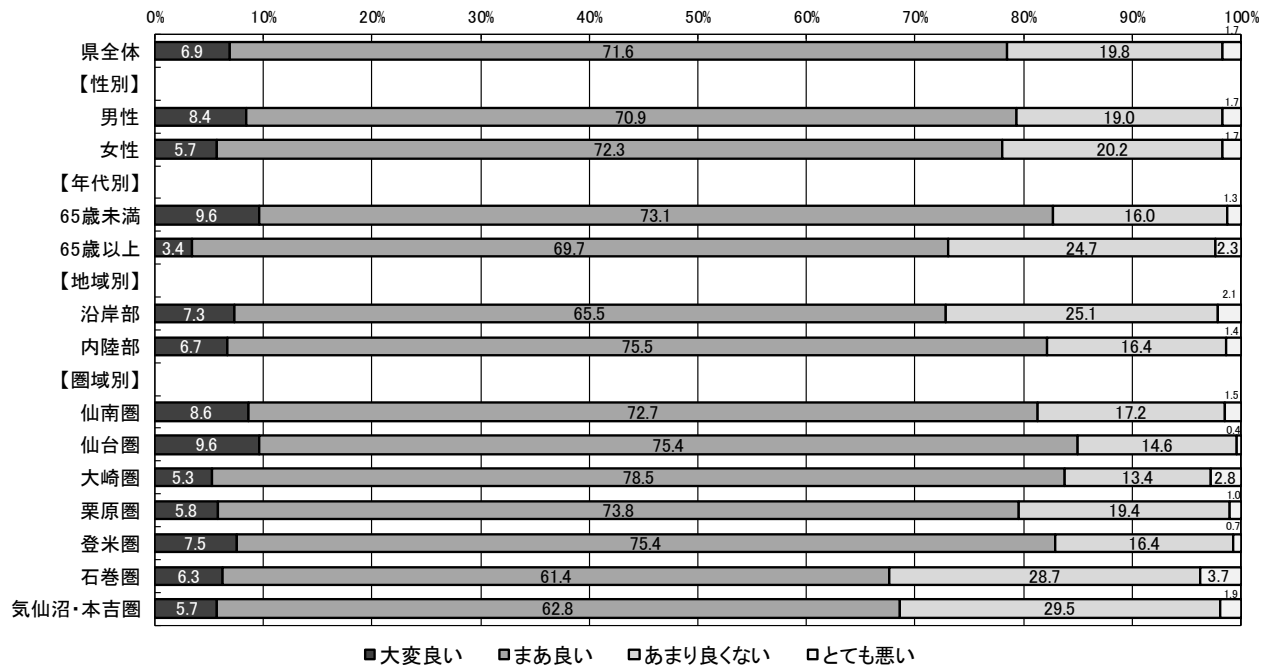 0% 10% 20% 30% 40% 50% 60% 70% 80% 90% 100%
県全体 6.9 71.6 19.8 1.7
【性別】
男性 8.4 70.9 19.0 1.7
女性 5.7 72.3 20.2 1.7
【年代別】
65歳未満 9.6 73.1 16.0 1.3
65歳以上 3.4 69.7 24.7 2.3
【地域別】
沿岸部 7.3 65.5 25.1 2.1
内陸部 6.7 75.5 16.4 1.4
【圏域別】
仙南圏 8.6 72.7 17.2 1.5
仙台圏 9.6 75.4 14.6 0.4
大崎圏 5.3 78.5 13.4 2.8
栗原圏 5.8 73.8 19.4 1.0
登米圏 7.5 75.4 16.4 0.7
石巻圏 6.3 61.4 28.7 3.7
気仙沼・本吉圏 5.7 62.8 29.5 1.9
大変良い まあ良い あまり良くない とても悪い